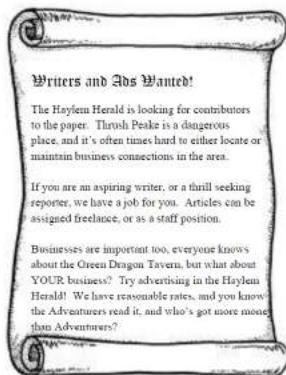 Writers and Ads Wanted!
The Haylem Herald is looking for contributors
to the paper. Thrush Peake is a dangerous
place, and it's often times hard to either locate or
maintain business connections in the area.
If you are an aspiring writer, or a thrill seeking
reporter, we have a job for you. Articles can be
assigned freelance, or as a staff position.
Businesses are important too, everyone knows
about the Green Dragon Tavern, but what about
YOUR business? Try advertising in the Haylem
Herald! We have reasonable rates, and you know
the Adventurers read it, and who's got more money
than Adventurers?